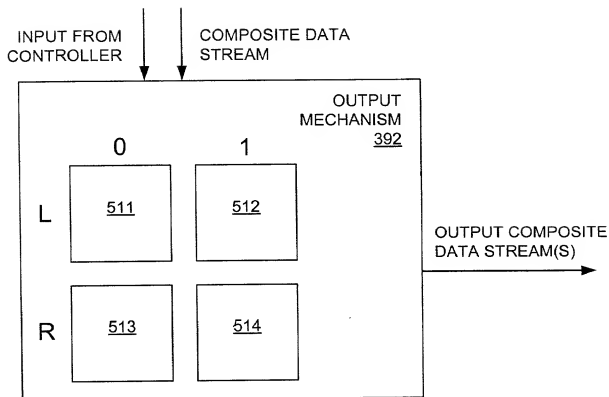 INPUT FROM
CONTROLLER
COMPOSITE DATA
STREAM
OUTPUT
MECHANISM
392
0 1
L 511 512
OUTPUT COMPOSITE
DATA STREAM(S)
R 513 514